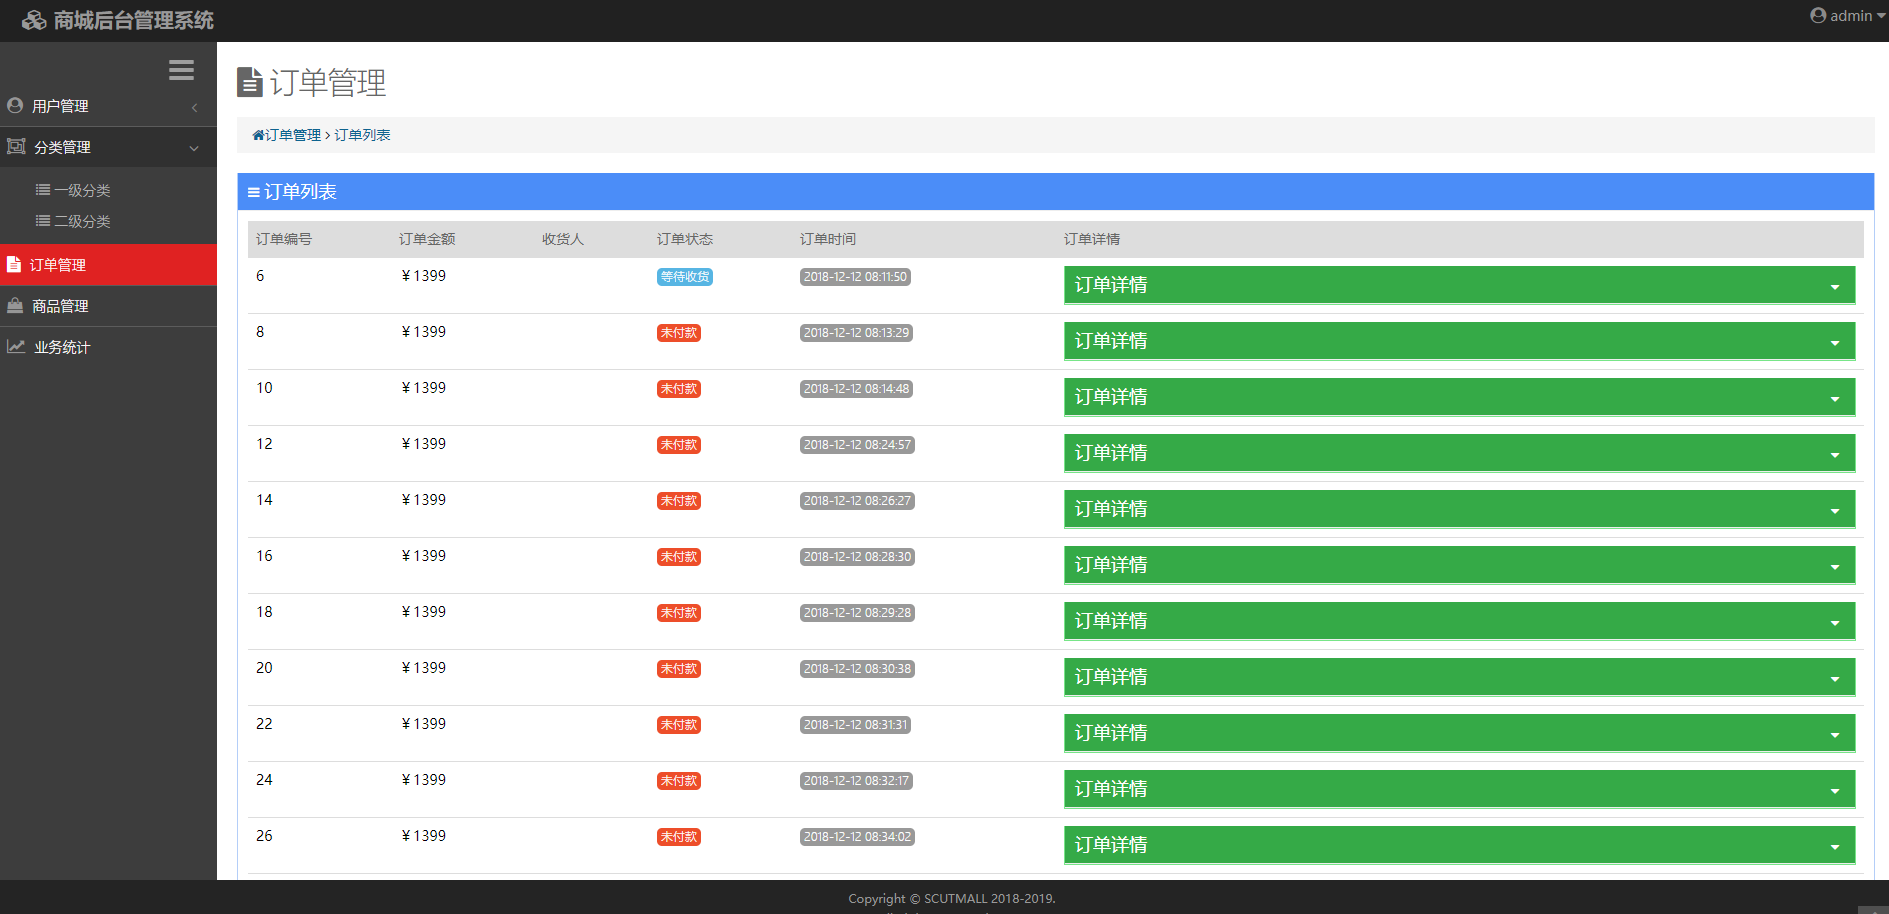 商城后台管理系统
admin
用户管理
分类管理
一级分类
二级分类
订单管理
商品管理
业务统计
订单管理
订单管理 > 订单列表
订单列表
订单编号 订单金额 收货人 订单状态 订单时间 订单详情
6 ¥ 1399 等待收货 2018-12-12 08:11:50 订单详情
8 ¥ 1399 未付款 2018-12-12 08:13:29 订单详情
10 ¥ 1399 未付款 2018-12-12 08:14:48 订单详情
12 ¥ 1399 未付款 2018-12-12 08:24:57 订单详情
14 ¥ 1399 未付款 2018-12-12 08:26:27 订单详情
16 ¥ 1399 未付款 2018-12-12 08:28:30 订单详情
18 ¥ 1399 未付款 2018-12-12 08:29:28 订单详情
20 ¥ 1399 未付款 2018-12-12 08:30:38 订单详情
22 ¥ 1399 未付款 2018-12-12 08:31:31 订单详情
24 ¥ 1399 未付款 2018-12-12 08:32:17 订单详情
26 ¥ 1399 未付款 2018-12-12 08:34:02 订单详情
Copyright © SCUTMALL 2018-2019.